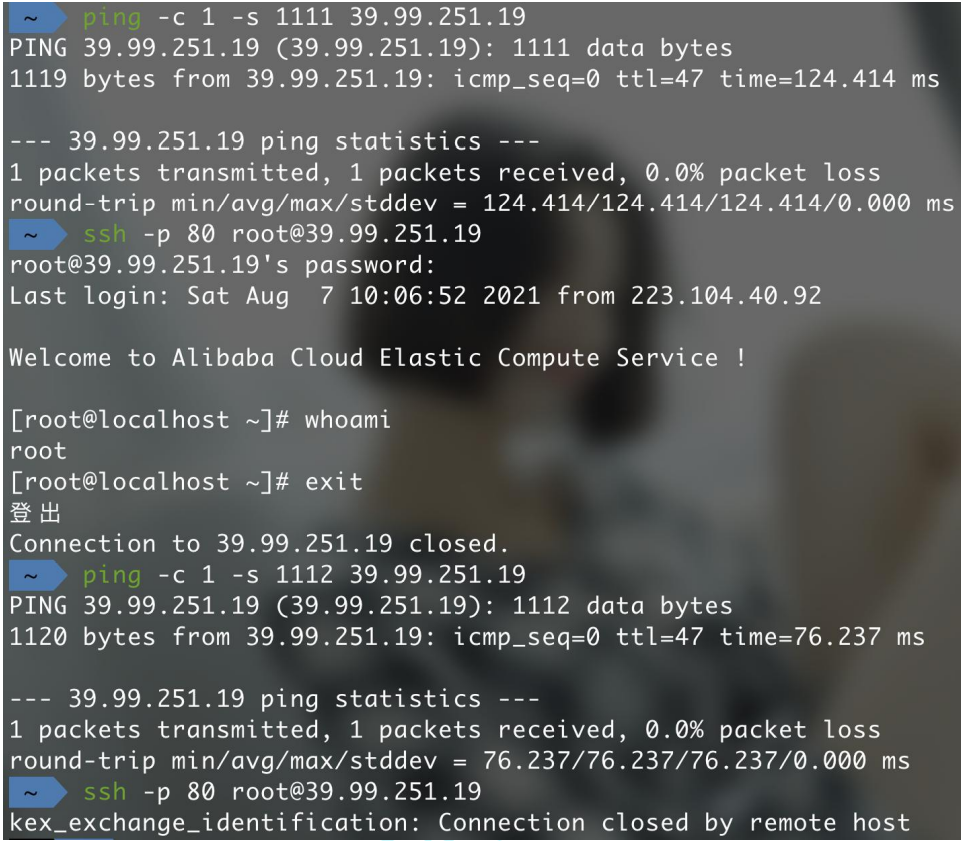 ~ ping -c 1 -s 1111 39.99.251.19
PING 39.99.251.19 (39.99.251.19): 1111 data bytes
1119 bytes from 39.99.251.19: icmp_seq=0 ttl=47 time=124.414 ms
--- 39.99.251.19 ping statistics ---
1 packets transmitted, 1 packets received, 0.0% packet loss
round-trip min/avg/max/stddev = 124.414/124.414/124.414/0.000 ms
~ ssh -p 80 root@39.99.251.19
root@39.99.251.19's password:
Last login: Sat Aug  7 10:06:52 2021 from 223.104.40.92
Welcome to Alibaba Cloud Elastic Compute Service !
[root@localhost ~]# whoami
root
[root@localhost ~]# exit
登出
Connection to 39.99.251.19 closed.
~ ping -c 1 -s 1112 39.99.251.19
PING 39.99.251.19 (39.99.251.19): 1112 data bytes
1120 bytes from 39.99.251.19: icmp_seq=0 ttl=47 time=76.237 ms
--- 39.99.251.19 ping statistics ---
1 packets transmitted, 1 packets received, 0.0% packet loss
round-trip min/avg/max/stddev = 76.237/76.237/76.237/0.000 ms
~ ssh -p 80 root@39.99.251.19
kex_exchange_identification: Connection closed by remote host